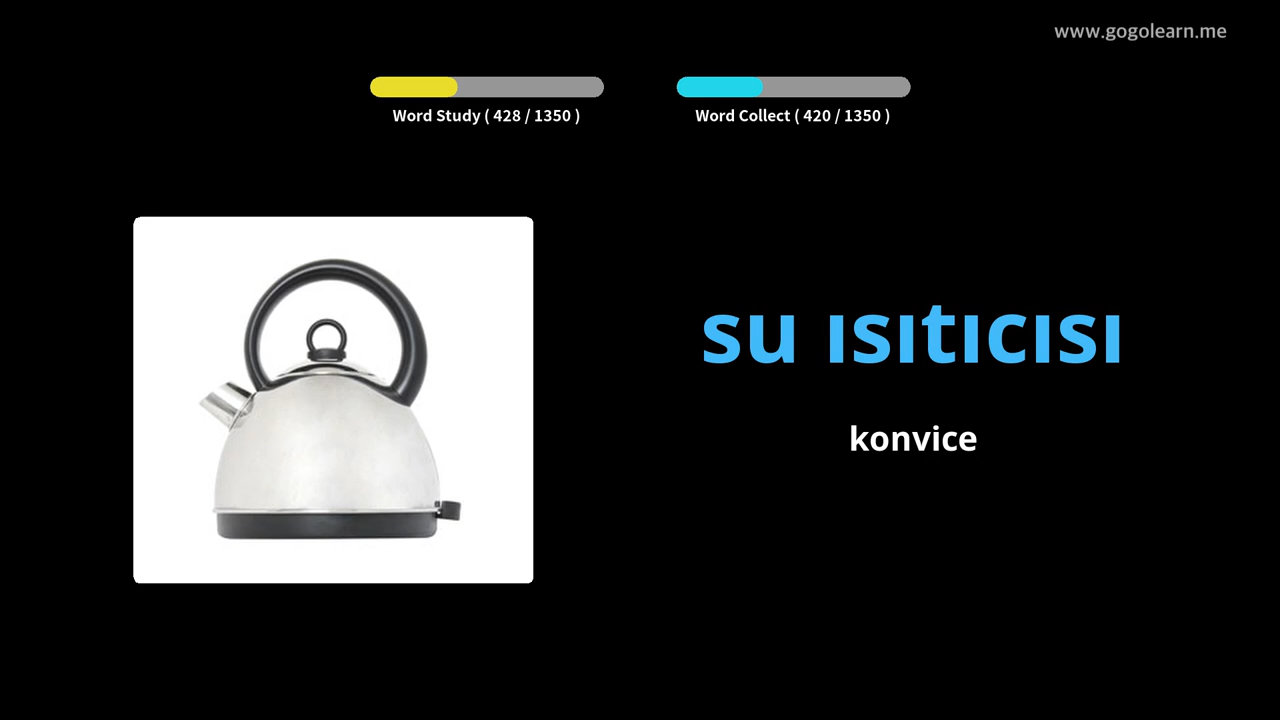 www.gogolearn.me
Word Study ( 428 / 1350 )
Word Collect ( 420 / 1350 )
su ısıtıcısı
konvice